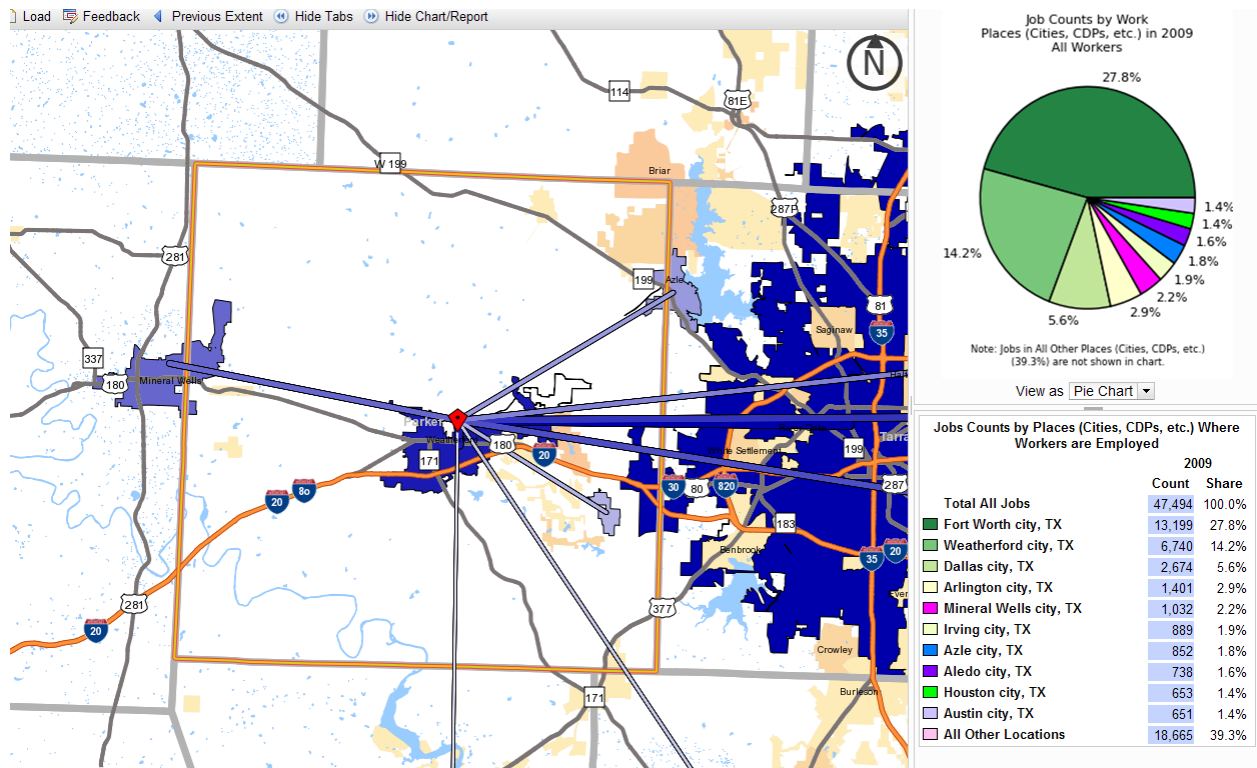 Load Feedback Previous Extent Hide Tabs Hide Chart/Report
N
114
81E
W 199
Briar
287P
281
199
Azle
81
Saginaw
35
337
180
Mineral Wells
Parker
Weatherford
180
171
20
White Settlement
199
Tarra
30
80
820
287
20
80
183
Benbrook
35
20
281
377
20
Crowley
Burleson
171
Job Counts by Work
Places (Cities, CDPs, etc.) in 2009
All Workers
27.8%
14.2%
5.6%
2.9%
2.2%
1.9%
1.8%
1.6%
1.4%
1.4%
Note: Jobs in All Other Places (Cities, CDPs, etc.)
(39.3%) are not shown in chart.
View as Pie Chart
Jobs Counts by Places (Cities, CDPs, etc.) Where
Workers are Employed
2009
Count Share
Total All Jobs 47,494 100.0%
Fort Worth city, TX 13,199 27.8%
Weatherford city, TX 6,740 14.2%
Dallas city, TX 2,674 5.6%
Arlington city, TX 1,401 2.9%
Mineral Wells city, TX 1,032 2.2%
Irving city, TX 889 1.9%
Azle city, TX 852 1.8%
Aledo city, TX 738 1.6%
Houston city, TX 653 1.4%
Austin city, TX 651 1.4%
All Other Locations 18,665 39.3%